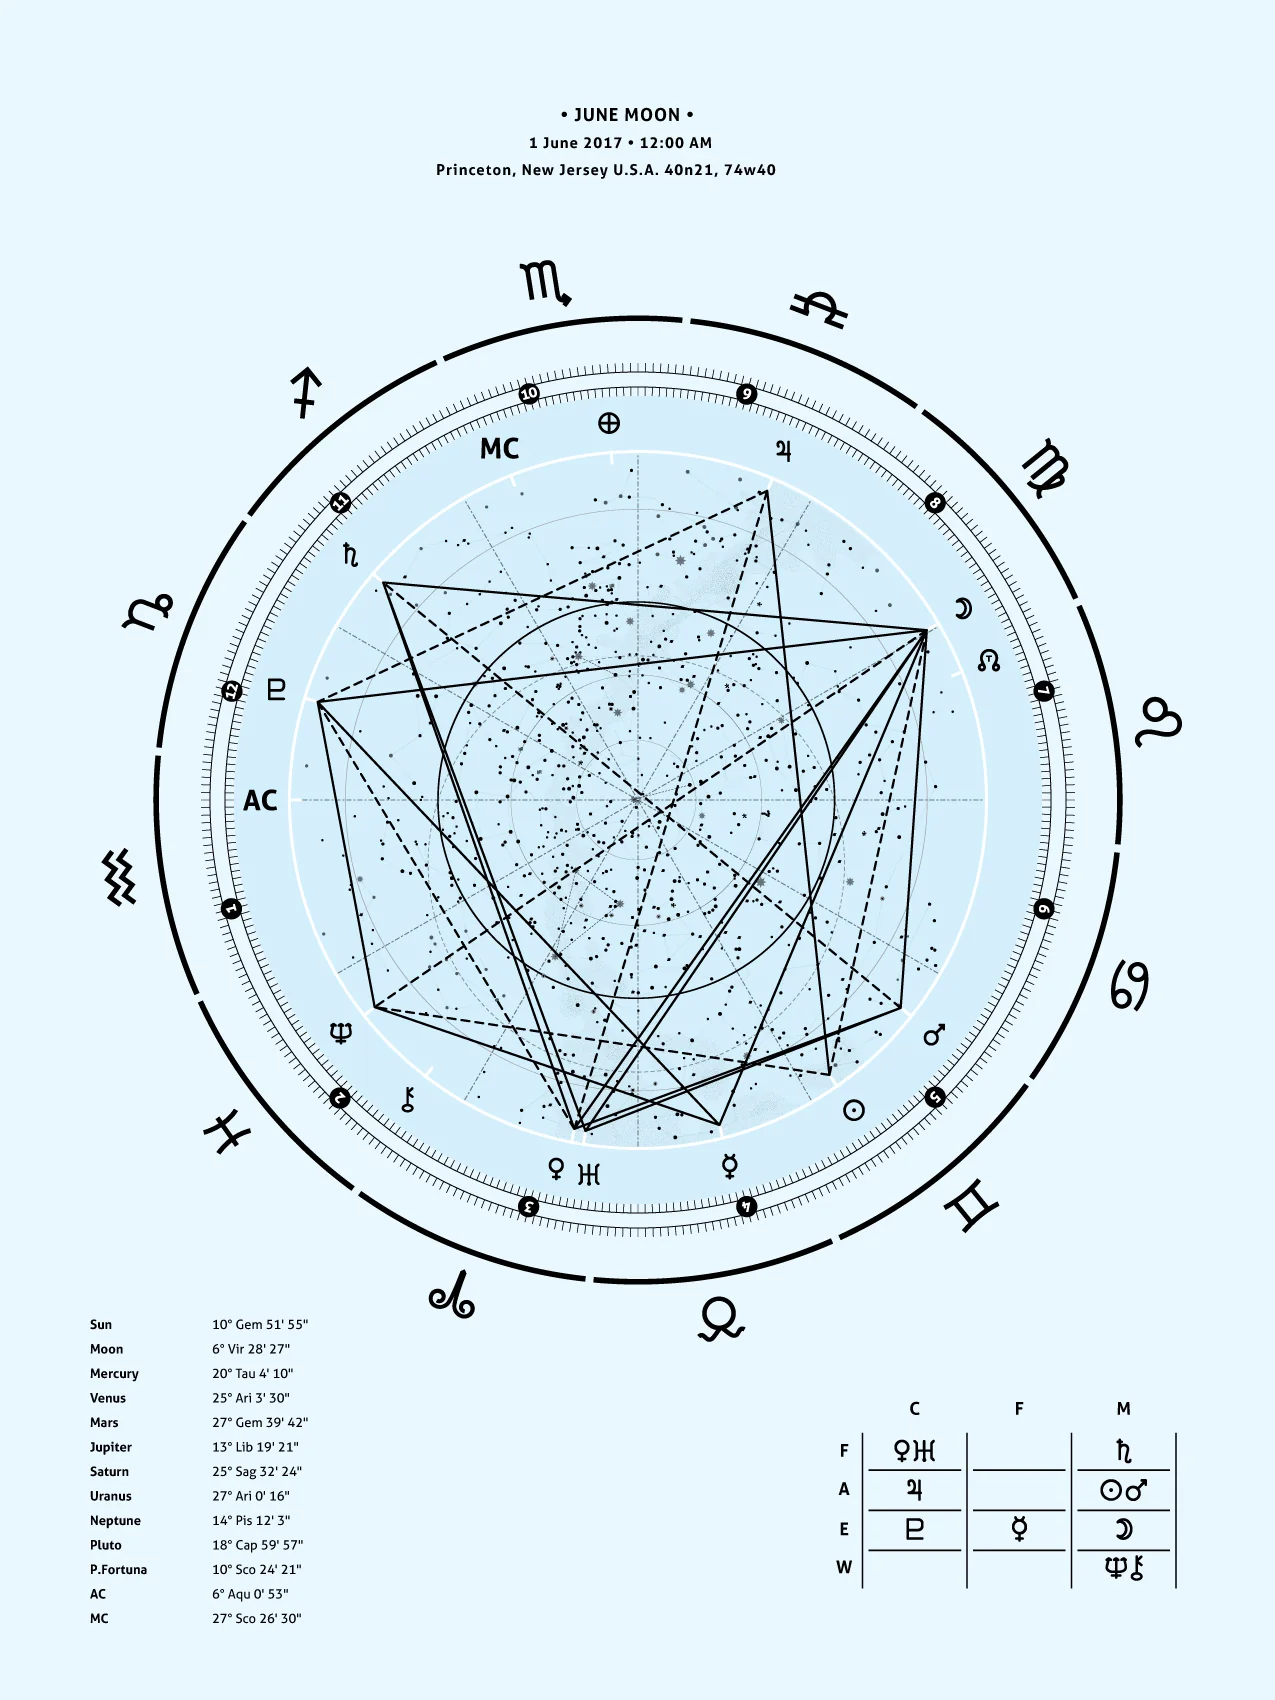 • JUNE MOON •
1 June 2017 • 12:00 AM
Princeton, New Jersey U.S.A. 40n21, 74w40
♏ ♎
♐ ♍
10 9
⊕
MC ♃
11 8
♄
♑ ☽
☊
12 ♇ 7
♌
AC
♒
1 6
♋
♆ ♂
2 ⚷ ☉ 5
♓
♀ ♅ ☿
3 4
♊
♈ ♉
Sun 10° Gem 51' 55"
Moon 6° Vir 28' 27"
Mercury 20° Tau 4' 10"
Venus 25° Ari 3' 30"
Mars 27° Gem 39' 42"
Jupiter 13° Lib 19' 21"
Saturn 25° Sag 32' 24"
Uranus 27° Ari 0' 16"
Neptune 14° Pis 12' 3"
Pluto 18° Cap 59' 57"
P.Fortuna 10° Sco 24' 21"
AC 6° Aqu 0' 53"
MC 27° Sco 26' 30"
C F M
F ♀♅ ♄
A ♃ ☉♂
E ♇ ☿ ☽
W ♆⚷